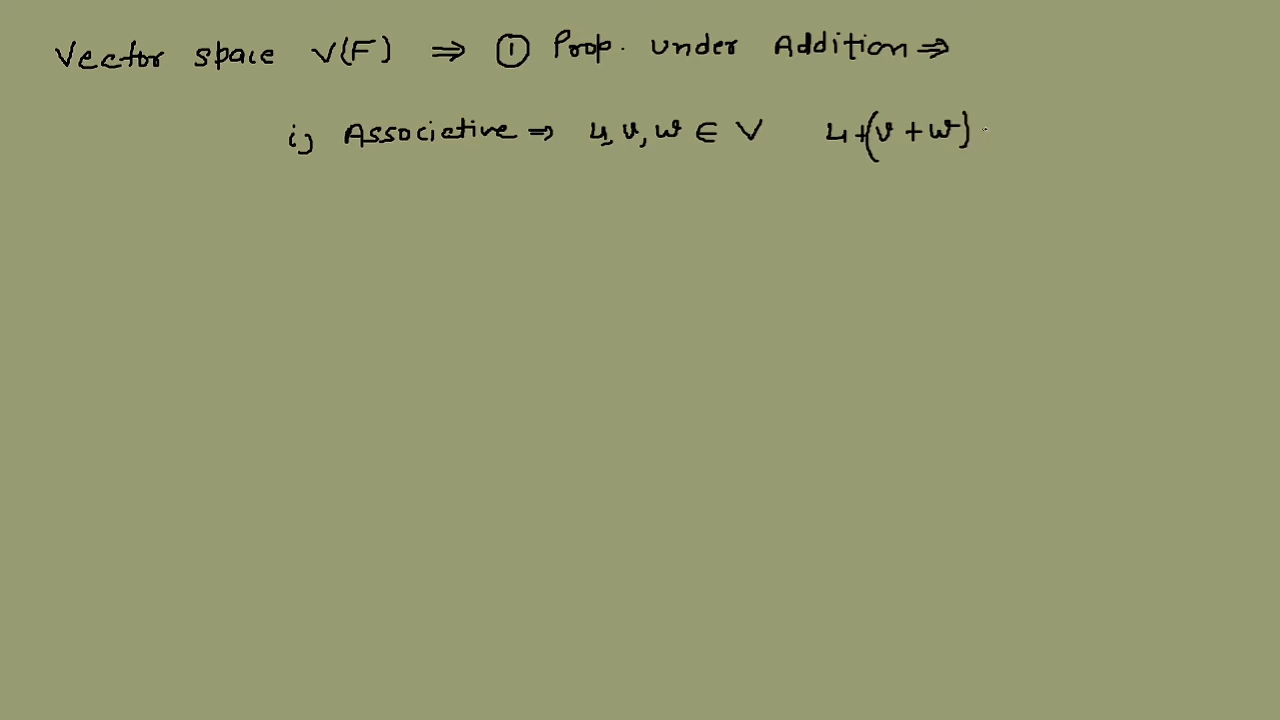 Vector space V(F) ⇒ ① Prop. under Addition ⇒
i) Associative ⇒ u, v, w ∈ V u+(v+w)